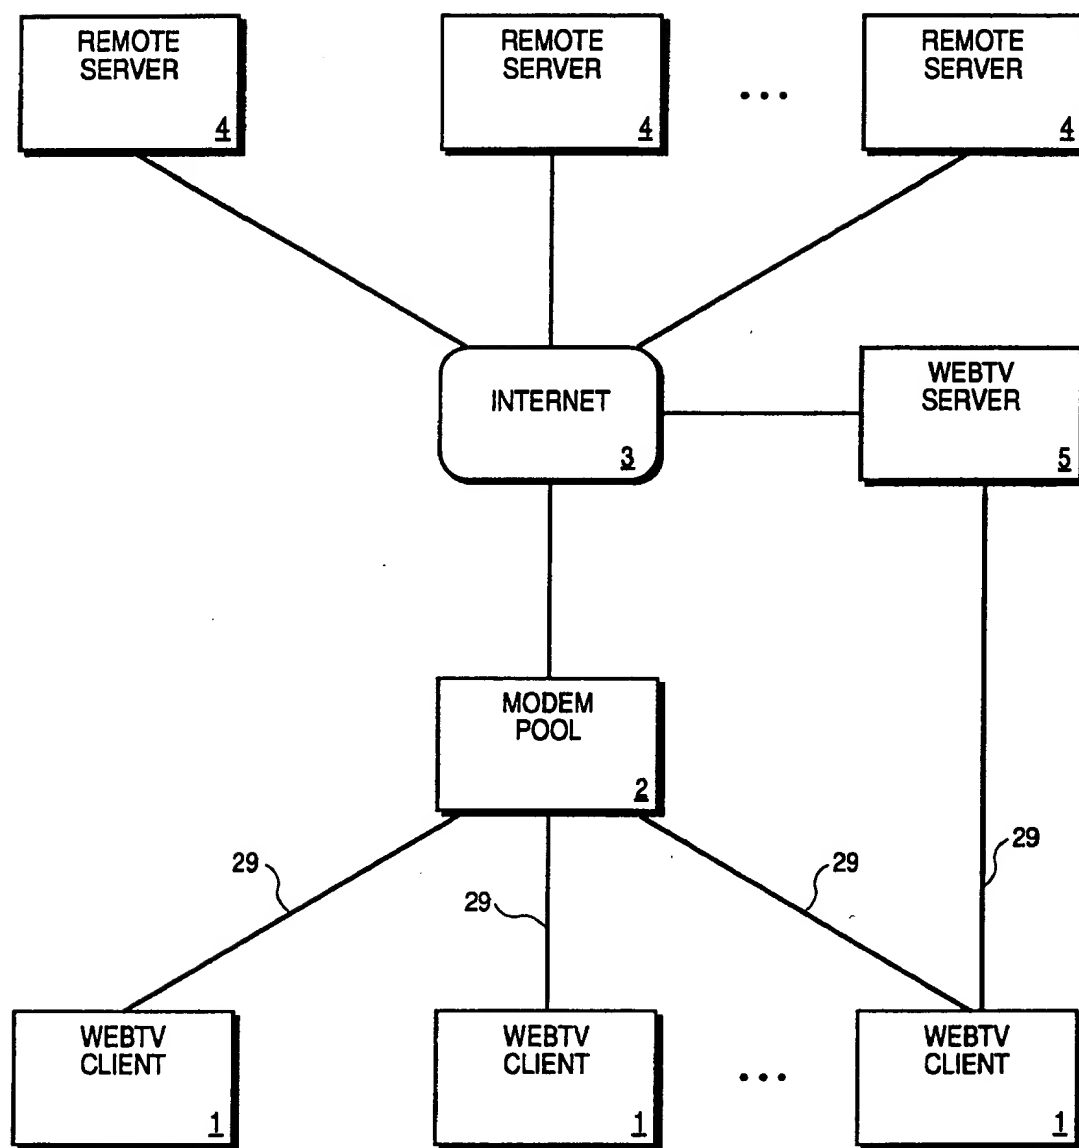 REMOTE
SERVER
4
REMOTE
SERVER
4
...
REMOTE
SERVER
4
INTERNET
3
WEBTV
SERVER
5
MODEM
POOL
2
29
29
29
29
WEBTV
CLIENT
1
WEBTV
CLIENT
1
...
WEBTV
CLIENT
1